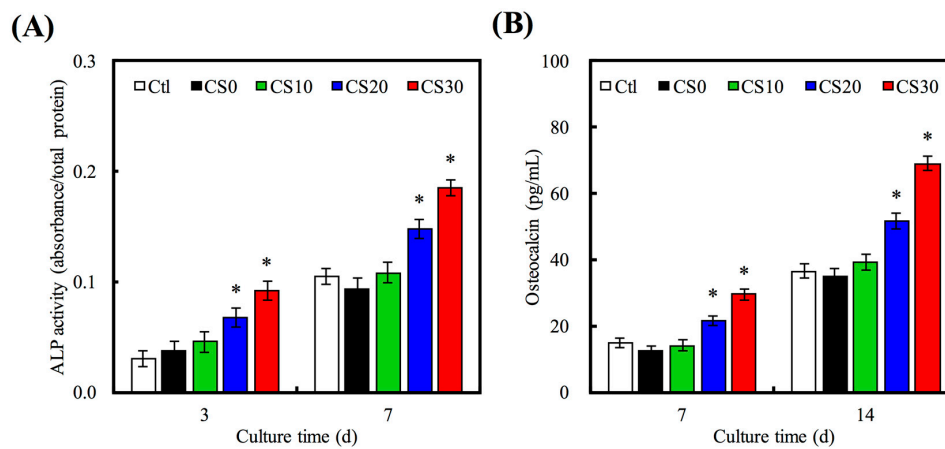 (A)
ALP activity (absorbance/total protein)
0.3
0.2
0.1
0.0
Ctl CS0 CS10 CS20 CS30
* * * *
3 7
Culture time (d)
(B)
Osteocalcin (pg/mL)
100
80
60
40
20
0
Ctl CS0 CS10 CS20 CS30
* * * *
7 14
Culture time (d)